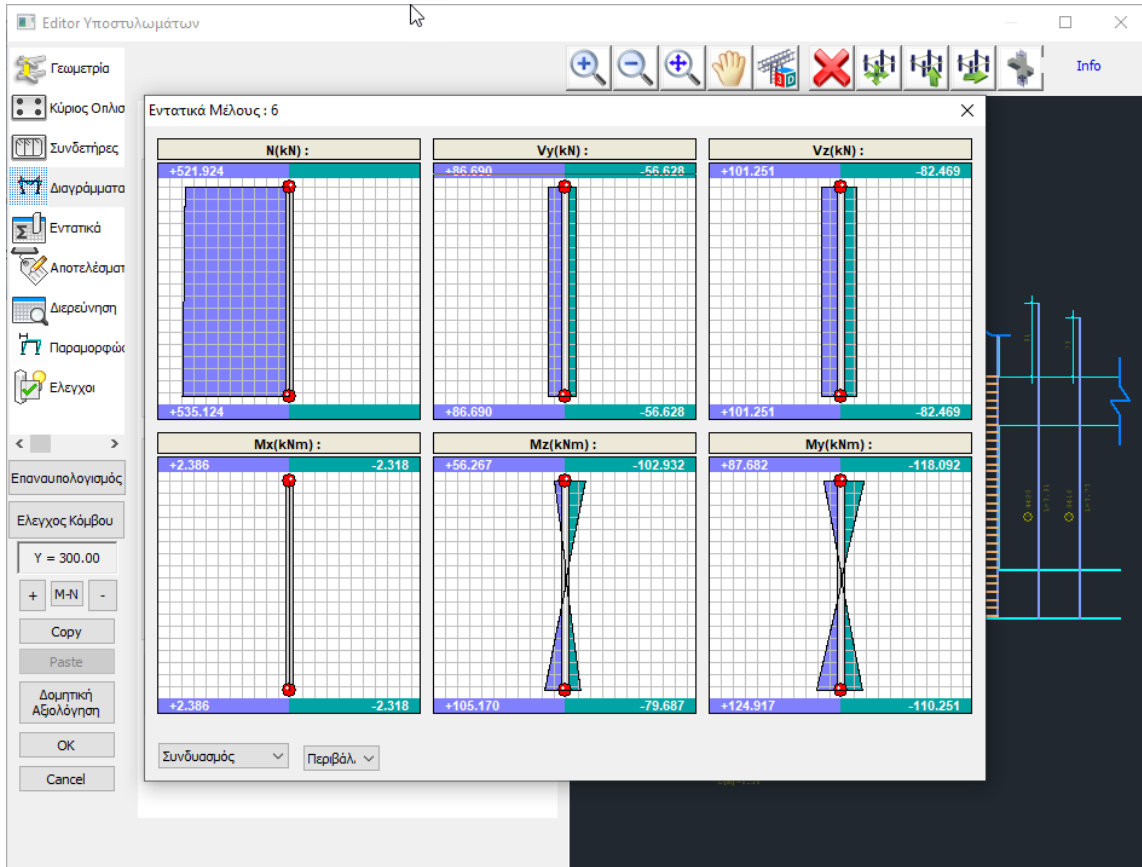 Editor Υποστυλωμάτων
Info
Γεωμετρία
Κύριος Οπλισ
Συνδετήρες
Διαγράμματα
Εντατικά
Αποτελέσματ
Διερεύνηση
Παραμορφώσ
Ελεγχοι
Επαναυπολογισμός
Ελεγχος Κόμβου
Y = 300.00
+ M-N -
Copy
Paste
Δομητική
Αξιολόγηση
OK
Cancel
Εντατικά Μέλους : 6
N(kN) : Vy(kN) : Vz(kN) :
+521.924 +86.690 -56.628 +101.251 -82.469
+535.124 +86.690 -56.628 +101.251 -82.469
Mx(kNm) : Mz(kNm) : My(kNm) :
+2.386 -2.318 +56.267 -102.932 +87.682 -118.092
+2.386 -2.318 +105.170 -79.687 +124.917 -110.251
Συνδυασμός Περιβάλ.